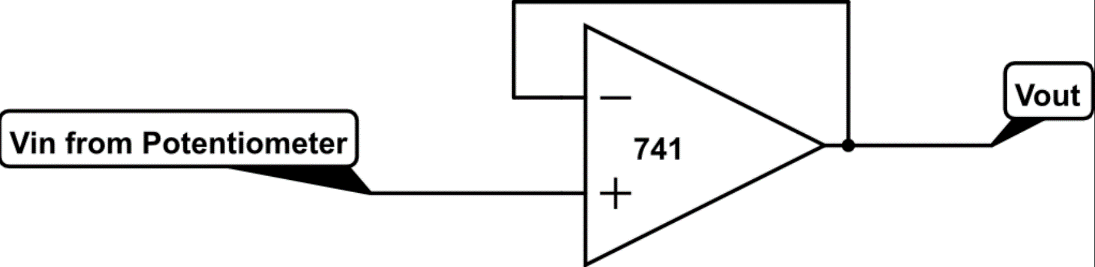 Vout
−
Vin from Potentiometer
741
+